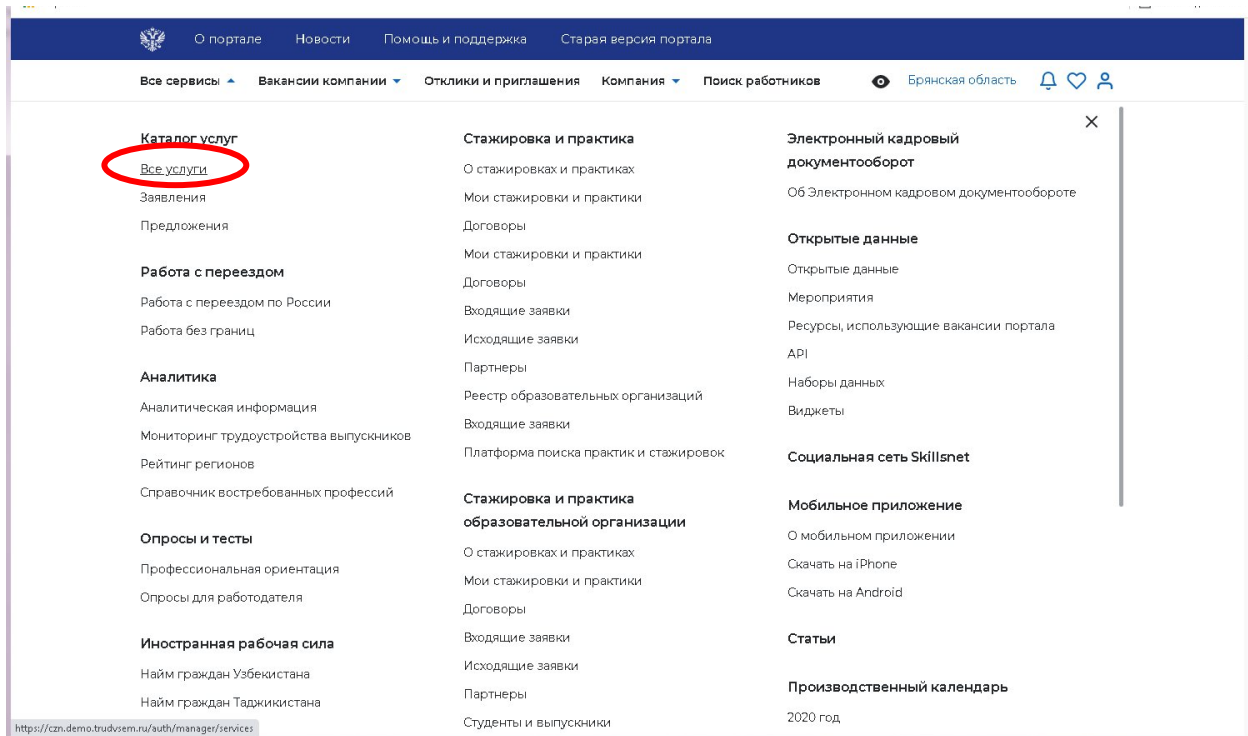 О портале Новости Помощь и поддержка Старая версия портала
Все сервисы Вакансии компании Отклики и приглашения Компания Поиск работников Брянская область
Каталог услуг
Все услуги
Заявления
Предложения
Работа с переездом
Работа с переездом по России
Работа без границ
Аналитика
Аналитическая информация
Мониторинг трудоустройства выпускников
Рейтинг регионов
Справочник востребованных профессий
Опросы и тесты
Профессиональная ориентация
Опросы для работодателя
Иностранная рабочая сила
Найм граждан Узбекистана
Найм граждан Таджикистана
Стажировка и практика
О стажировках и практиках
Мои стажировки и практики
Договоры
Мои стажировки и практики
Договоры
Входящие заявки
Исходящие заявки
Партнеры
Реестр образовательных организаций
Входящие заявки
Платформа поиска практик и стажировок
Стажировка и практика
образовательной организации
О стажировках и практиках
Мои стажировки и практики
Договоры
Входящие заявки
Исходящие заявки
Партнеры
Студенты и выпускники
Электронный кадровый
документооборот
Об Электронном кадровом документообороте
Открытые данные
Открытые данные
Мероприятия
Ресурсы, использующие вакансии портала
API
Наборы данных
Виджеты
Социальная сеть Skillsnet
Мобильное приложение
О мобильном приложении
Скачать на iPhone
Скачать на Android
Статьи
Производственный календарь
2020 год
https://czn.demo.trudvsem.ru/auth/manager/services